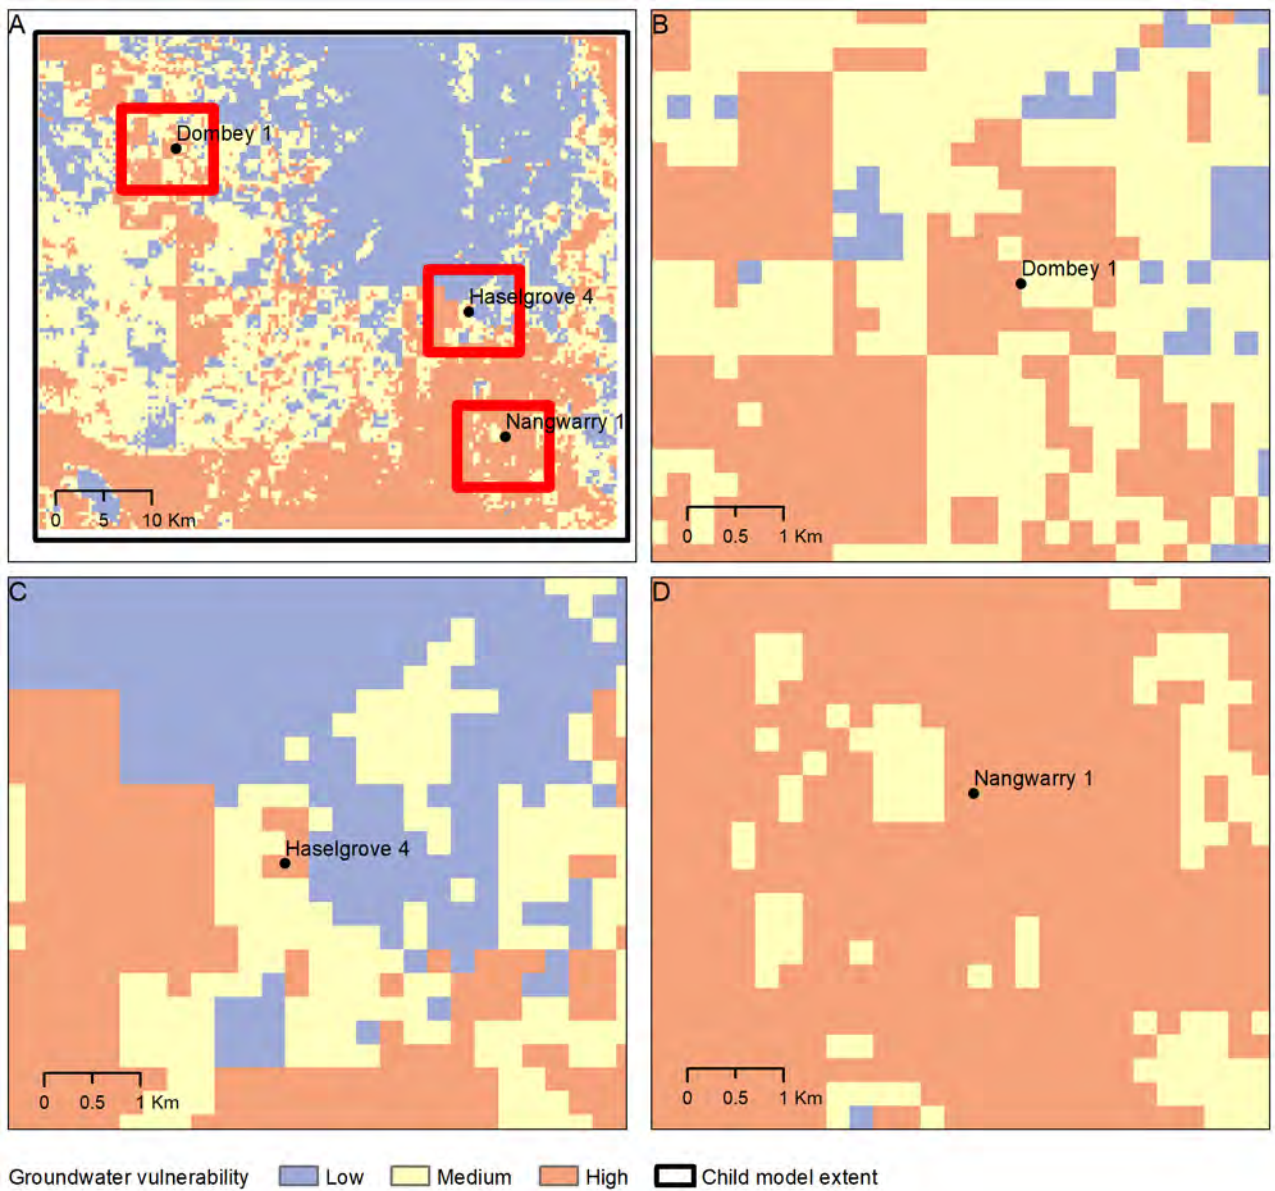 A
Dombey 1
Haselgrove 4
Nangwarry 1
0 5 10 Km
B
Dombey 1
0 0.5 1 Km
C
Haselgrove 4
0 0.5 1 Km
D
Nangwarry 1
0 0.5 1 Km
Groundwater vulnerability Low Medium High Child model extent